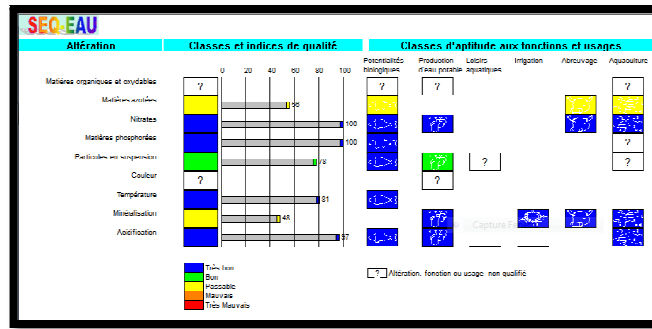 SEQ-EAU
Altération Classes et indices de qualité Classes d'aptitude aux fonctions et usages
Potentialités biologiques Production d'eau potable Loisirs aquatiques Irrigation Abreuvage Aquaculture
0 20 40 60 80 100
Matières organiques et oxydables ? ? ? ?
Matières azotées 56
Nitrates 100
Matières phosphorées 100 ?
Particules en suspension 78 ? ?
Couleur ? ?
Température 81
Minéralisation 48
Acidification 97
Très bon
Bon
Passable
Mauvais
Très Mauvais
? Altération, fonction ou usage non qualifié